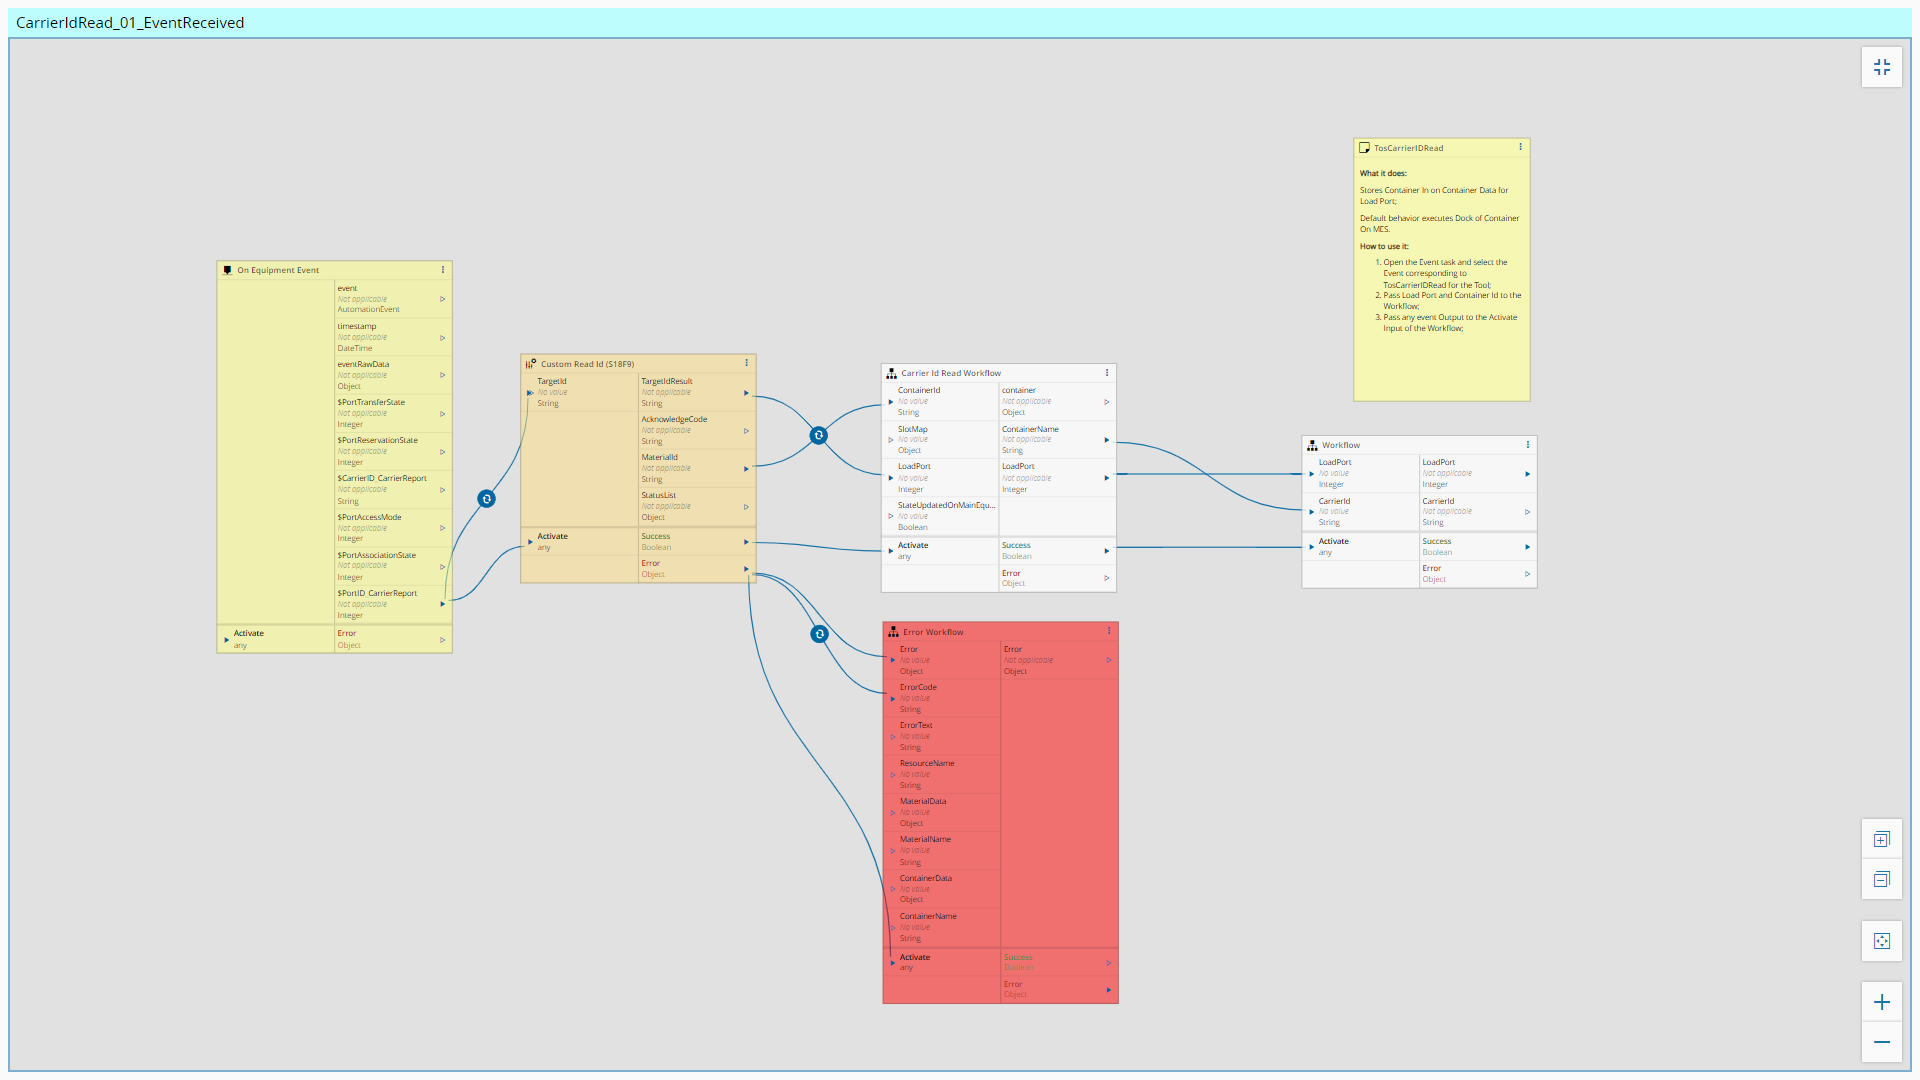 CarrierIdRead_01_EventReceived
On Equipment Event
event
Not applicable
AutomationEvent
timestamp
Not applicable
DateTime
eventRawData
Not applicable
Object
$PortTransferState
Not applicable
Integer
$PortReservationState
Not applicable
Integer
$CarrierID_CarrierReport
Not applicable
String
$PortAccessMode
Not applicable
Integer
$PortAssociationState
Not applicable
Integer
$PortID_CarrierReport
Not applicable
Integer
Activate
any
Error
Object
Custom Read Id (S18F9)
TargetId
No value
String
TargetIdResult
Not applicable
String
AcknowledgeCode
Not applicable
String
MaterialId
Not applicable
String
StatusList
Not applicable
Object
Activate
any
Success
Boolean
Error
Object
Carrier Id Read Workflow
ContainerId
No value
String
SlotMap
No value
Object
LoadPort
No value
Integer
StateUpdatedOnMainEqu...
No value
Boolean
container
Not applicable
Object
ContainerName
Not applicable
String
LoadPort
Not applicable
Integer
Activate
any
Success
Boolean
Error
Object
Error Workflow
Error
No value
Object
ErrorCode
No value
String
ErrorText
No value
String
ResourceName
No value
String
MaterialData
No value
Object
MaterialName
No value
String
ContainerData
No value
Object
ContainerName
No value
String
Error
Not applicable
Object
Activate
any
Success
Boolean
Error
Object
TosCarrierIDRead
What it does:
Stores Container In on Container Data for
Load Port;
Default behavior executes Dock of Container
On MES.
How to use it:
1. Open the Event task and select the
Event corresponding to
TosCarrierIDRead for the Tool;
2. Pass Load Port and Container Id to the
Workflow;
3. Pass any event Output to the Activate
Input of the Workflow;
Workflow
LoadPort
No value
Integer
CarrierId
No value
String
LoadPort
Not applicable
Integer
CarrierId
Not applicable
String
Activate
any
Success
Boolean
Error
Object